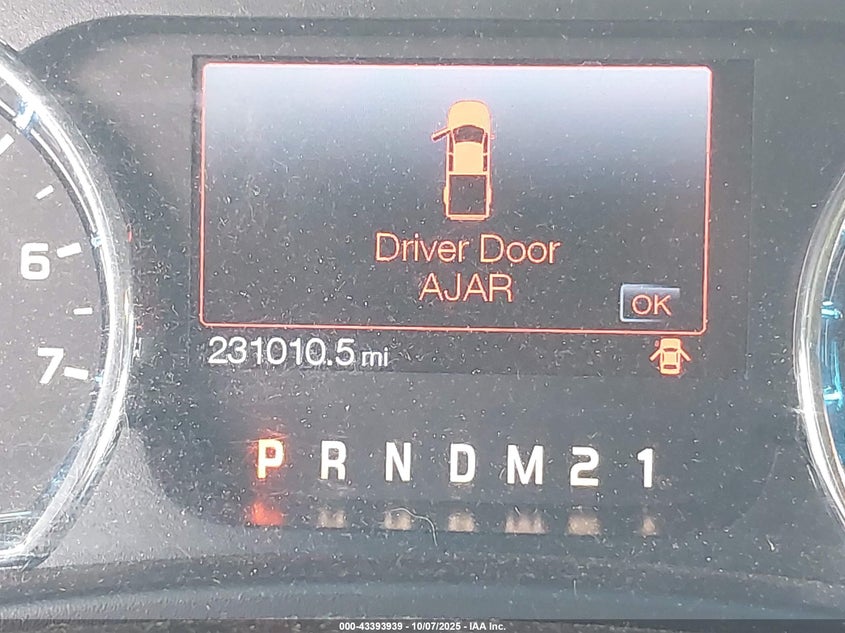 6
7
Driver Door
AJAR
OK
231010.5 mi
P R N D M 2 1
000-43393939 - 10/07/2025 - IAA Inc.